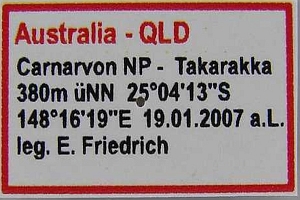 Australia - QLD
Carnarvon NP - Takarakka
380m üNN 25°04'13"S
148°16'19"E 19.01.2007 a.L.
leg. E. Friedrich